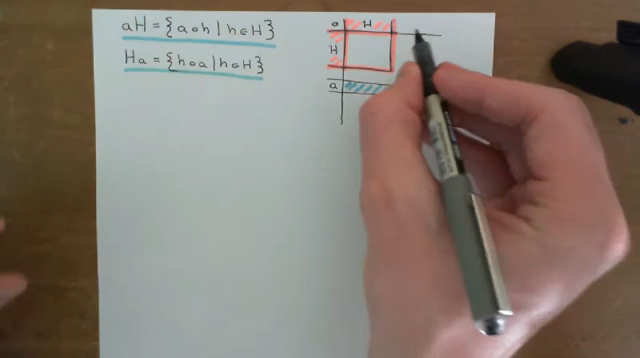 aH = {a∘h | h∈H}
Ha = {h∘a | h∈H}
∘ H
H
a